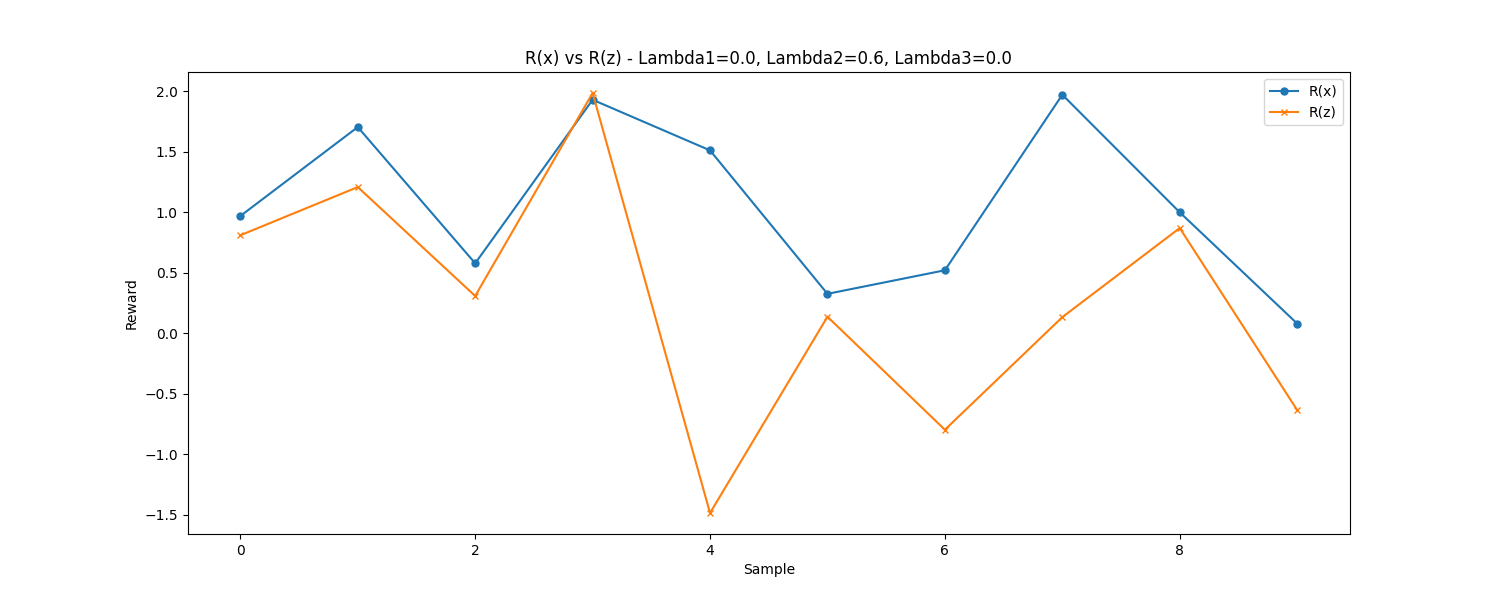 R(x) vs R(z) - Lambda1=0.0, Lambda2=0.6, Lambda3=0.0
R(x)
R(z)
2.0
1.5
1.0
0.5
0.0
−0.5
−1.0
−1.5
Reward
0 2 4 6 8
Sample